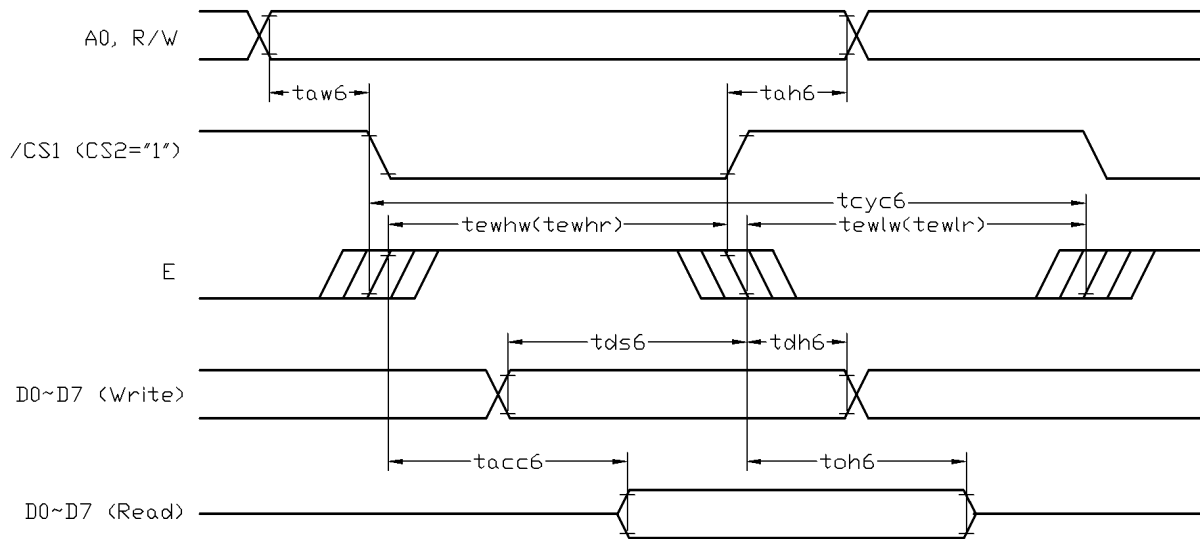 A0, R/W
taw6
tah6
/CS1 (CS2="1")
tcyc6
tewhw(tewhr)
tewlw(tewlr)
E
tds6
tdh6
D0~D7 (Write)
tacc6
toh6
D0~D7 (Read)